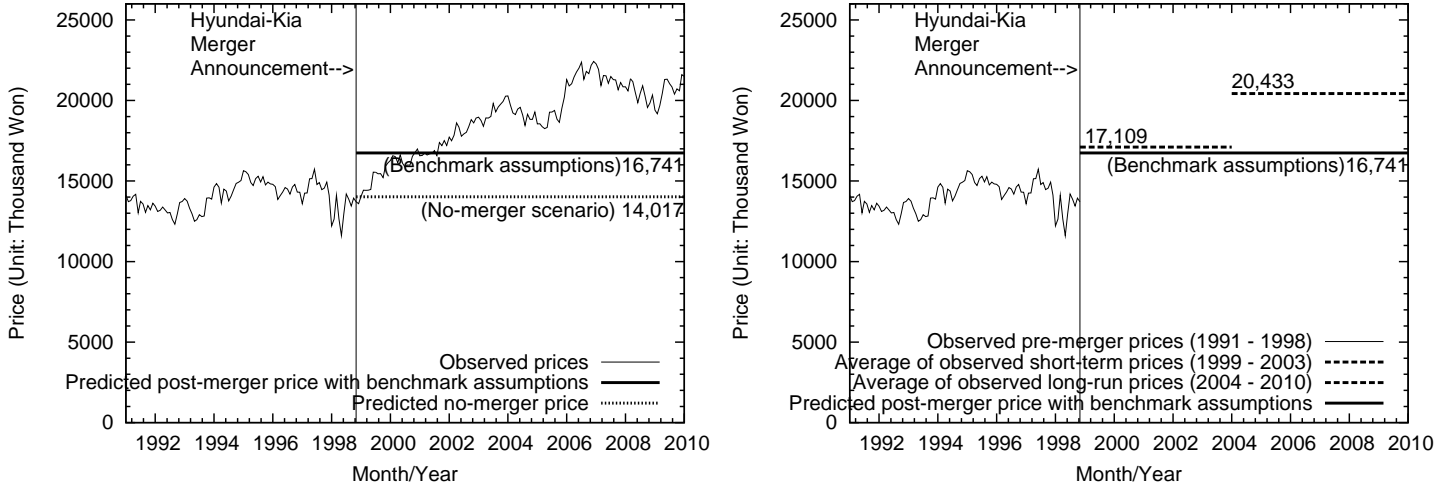 Price (Unit: Thousand Won)
25000
20000
15000
10000
5000
0
Hyundai-Kia
Merger
Announcement-->
(Benchmark assumptions)16,741
(No-merger scenario) 14,017
Observed prices
Predicted post-merger price with benchmark assumptions
Predicted no-merger price
1992 1994 1996 1998 2000 2002 2004 2006 2008 2010
Month/Year
Price (Unit: Thousand Won)
25000
20000
15000
10000
5000
0
Hyundai-Kia
Merger
Announcement-->
20,433
17,109
(Benchmark assumptions)16,741
Observed pre-merger prices (1991 - 1998)
Average of observed short-term prices (1999 - 2003)
Average of observed long-run prices (2004 - 2010)
Predicted post-merger price with benchmark assumptions
1992 1994 1996 1998 2000 2002 2004 2006 2008 2010
Month/Year